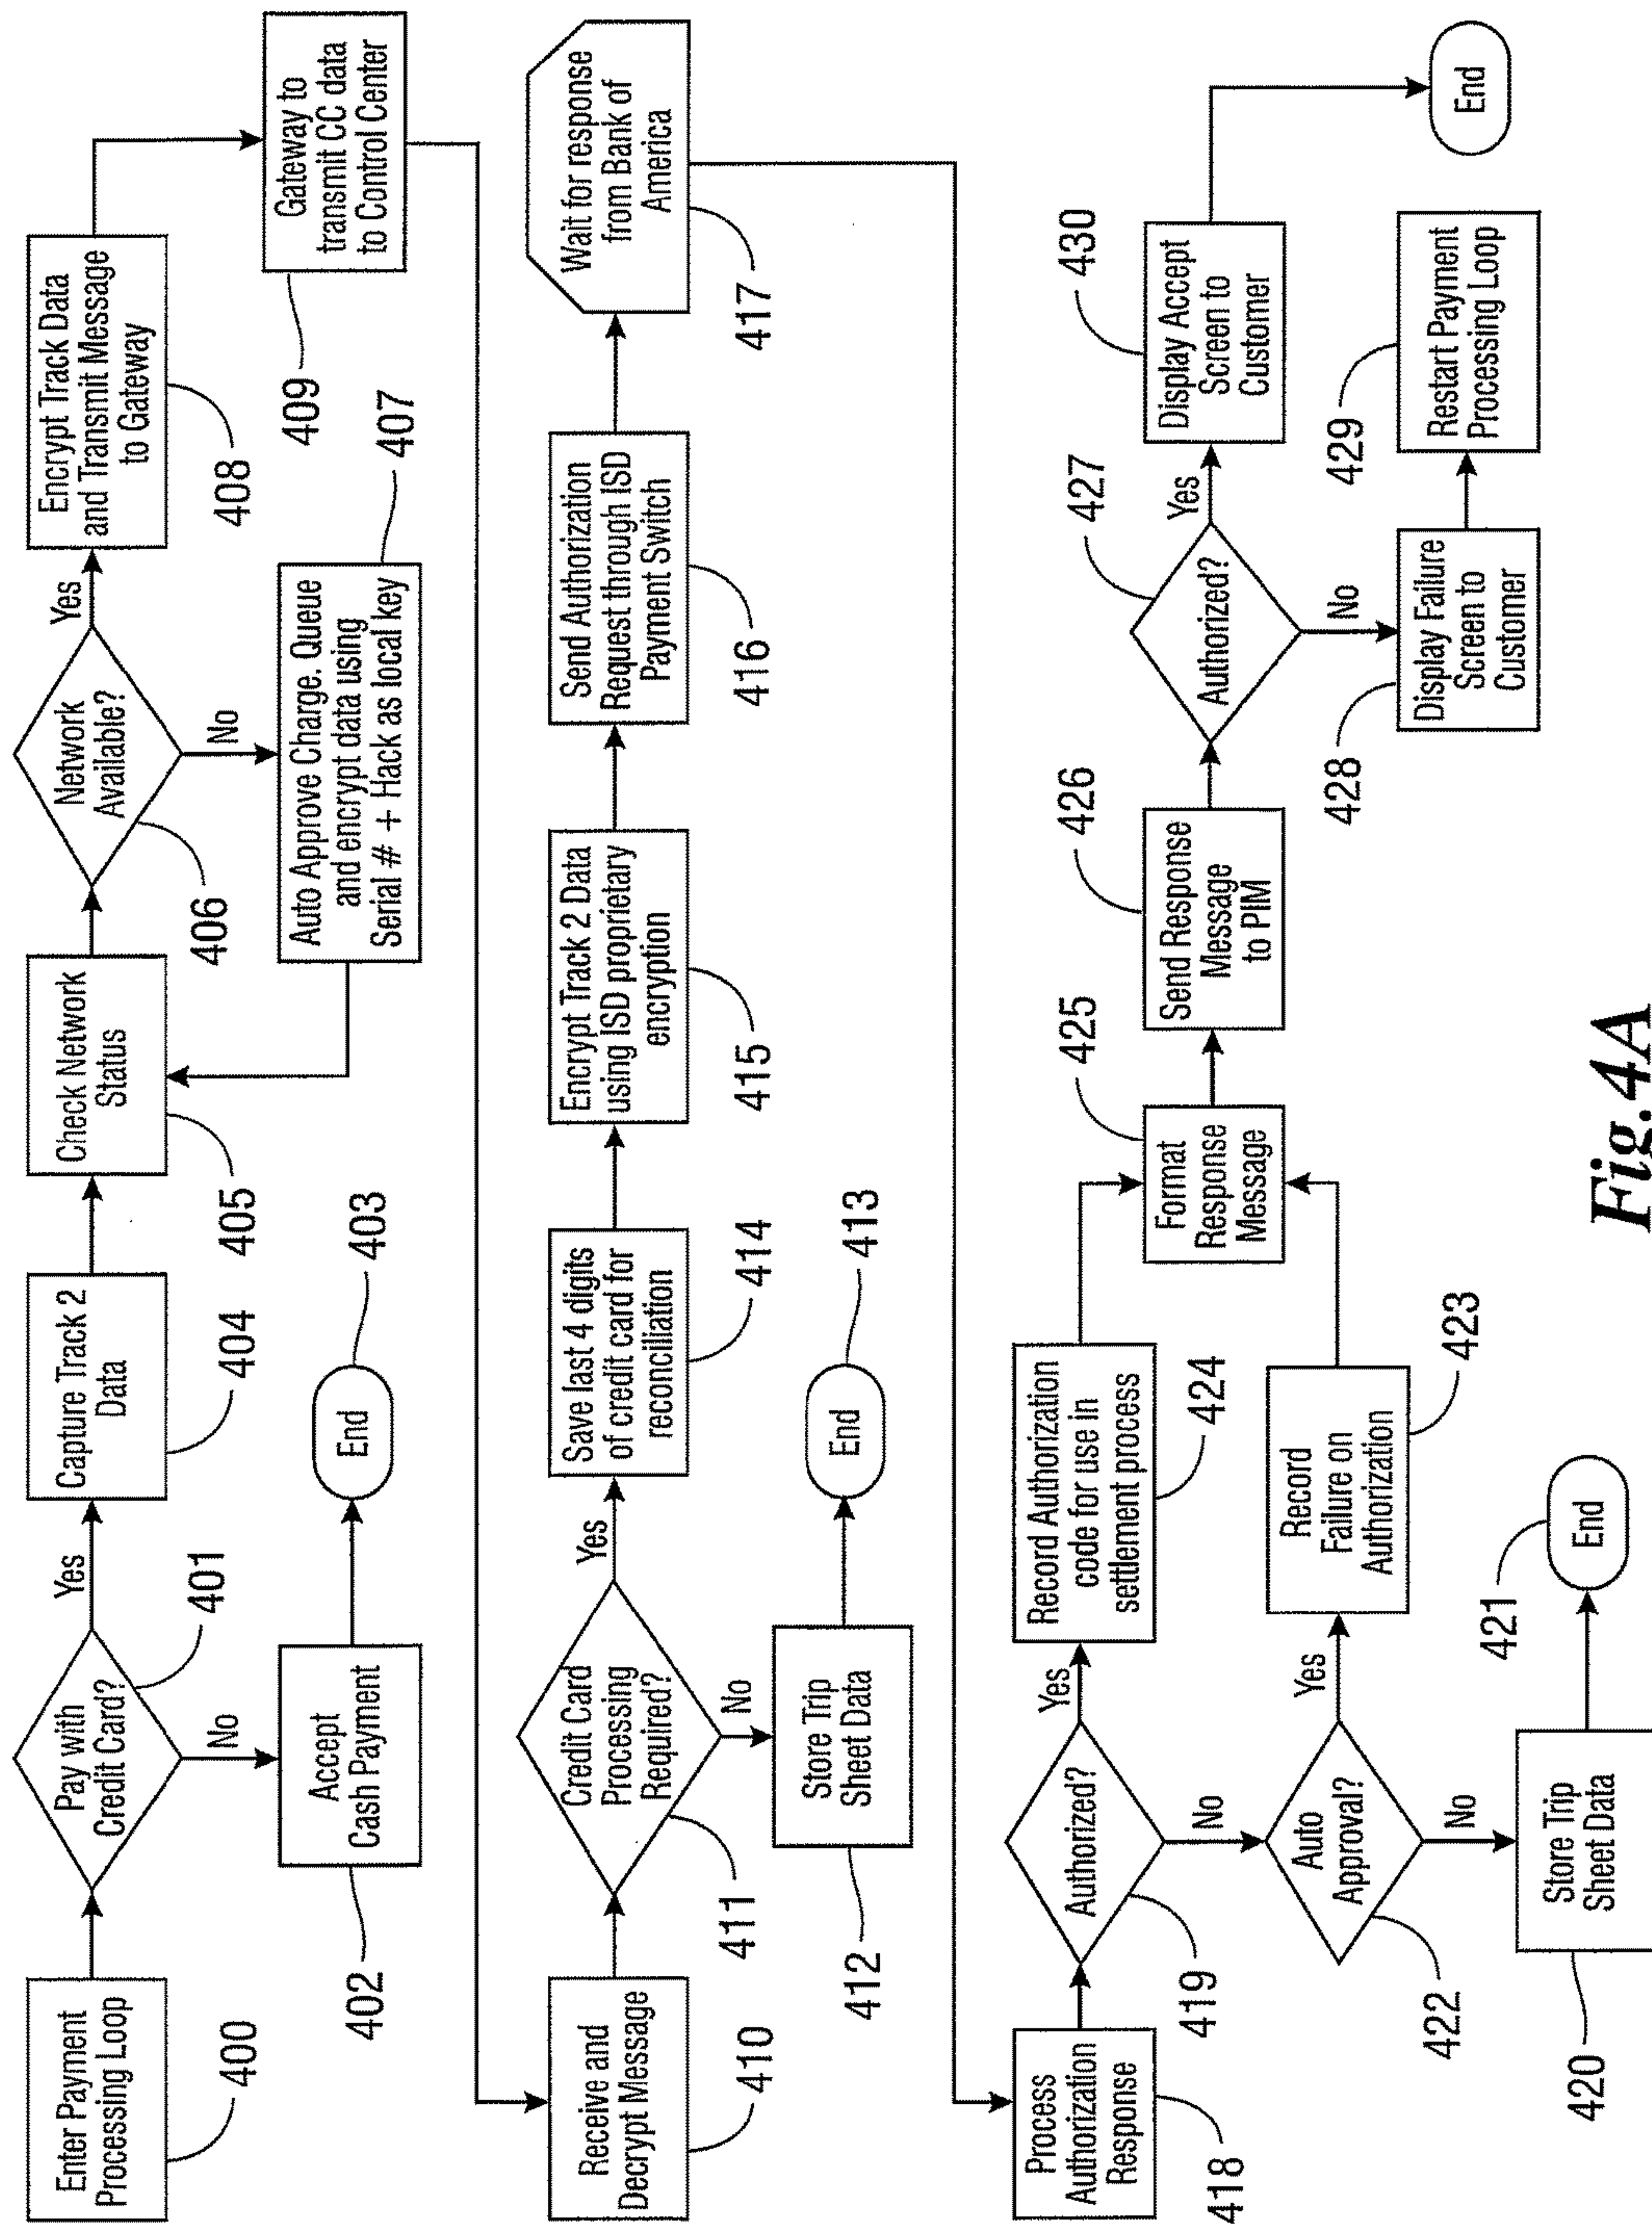 Enter Payment
Processing Loop
400
Pay with
Credit Card?
401
Yes
No
Accept
Cash Payment
402
End
403
Capture Track 2
Data
404
Check Network
Status
405
Network
Available?
406
Yes
No
Auto Approve Charge. Queue
and encrypt data using
Serial # + Hack as local key
407
Encrypt Track Data
and Transmit Message
to Gateway
408
Gateway to
transmit CC data
to Control Center
409
Receive and
Decrypt Message
410
Credit Card
Processing
Required?
411
Yes
No
Store Trip
Sheet Data
412
End
413
Save last 4 digits
of credit card for
reconciliation
414
Encrypt Track 2 Data
using ISD proprietary
encryption
415
Send Authorization
Request through ISD
Payment Switch
416
Wait for response
from Bank of
America
417
Process
Authorization
Response
418
Authorized?
419
Yes
No
Auto
Approval?
422
Yes
No
Store Trip
Sheet Data
420
End
421
Record
Failure on
Authorization
423
Record Authorization
code for use in
settlement process
424
Format
Response
Message
425
Send Response
Message
to PIM
426
Authorized?
427
Yes
No
Display Failure
Screen to
Customer
428
Restart Payment
Processing Loop
429
Display Accept
Screen to
Customer
430
End
Fig.4A